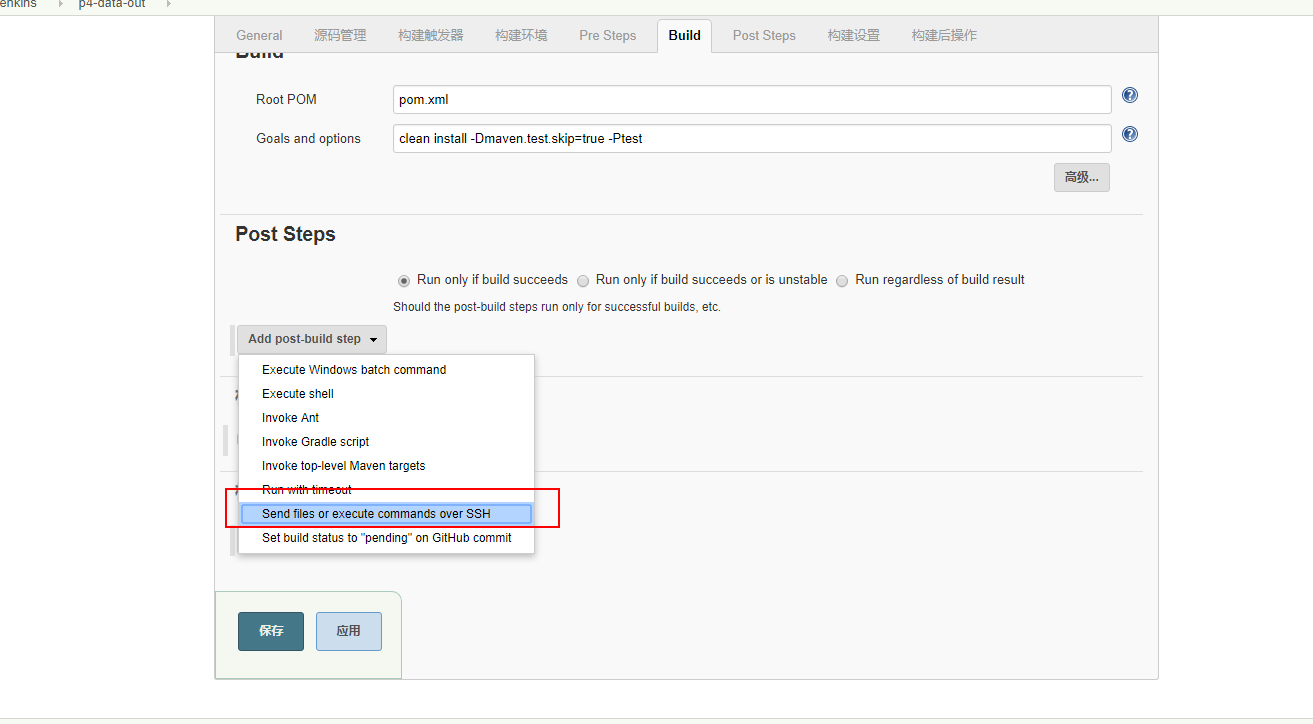 enkins p4-data-out
General 源码管理 构建触发器 构建环境 Pre Steps Build Post Steps 构建设置 构建后操作
Build
Root POM pom.xml
Goals and options clean install -Dmaven.test.skip=true -Ptest
高级...
Post Steps
Run only if build succeeds Run only if build succeeds or is unstable Run regardless of build result
Should the post-build steps run only for successful builds, etc.
Add post-build step
Execute Windows batch command
Execute shell
Invoke Ant
Invoke Gradle script
Invoke top-level Maven targets
Run with timeout
Send files or execute commands over SSH
Set build status to "pending" on GitHub commit
保存 应用